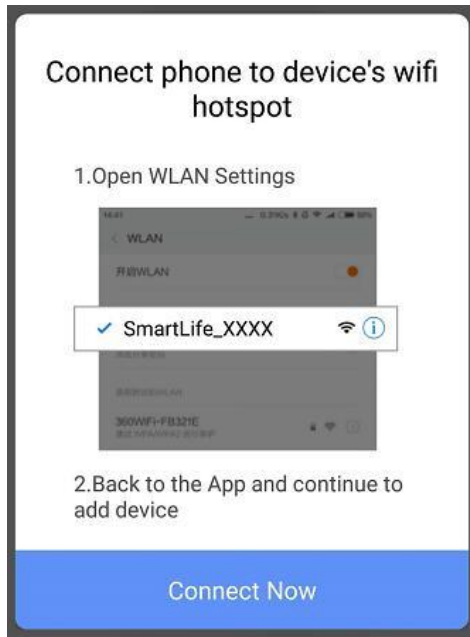 Connect phone to device's wifi
hotspot
1.Open WLAN Settings
WLAN
开启WLAN
SmartLife_XXXX
360WiFi-FB321E
2.Back to the App and continue to
add device
Connect Now